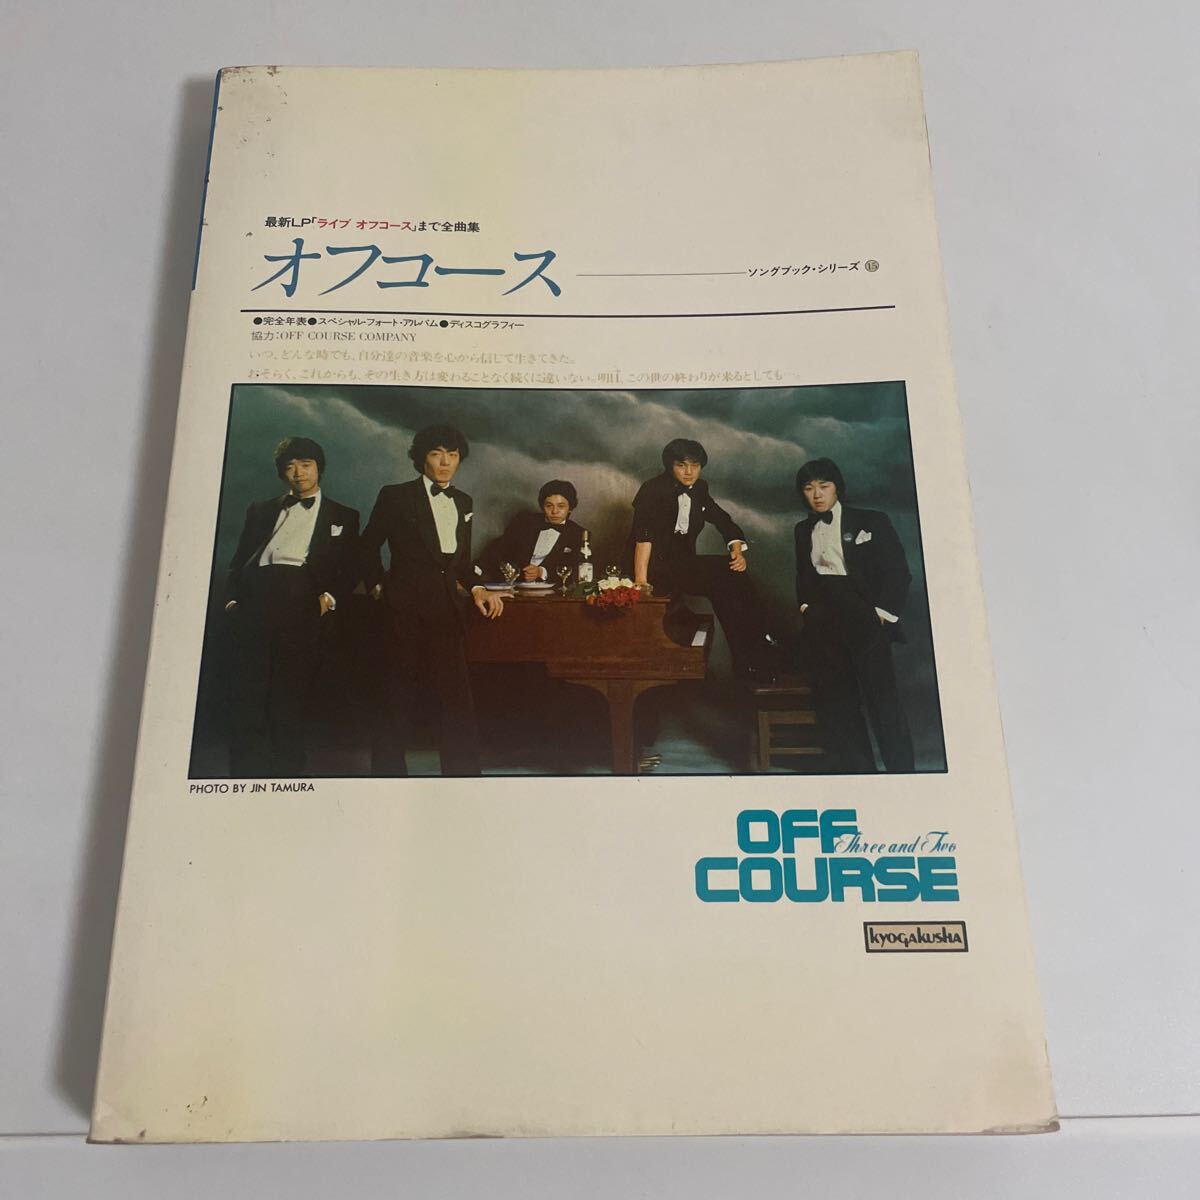 最新LP「ライブ オフコース」まで全曲集
オフコース
ソングブック・シリーズ 15
●完全年表●スペシャル・フォート・アルバム●ディスコグラフィー
協力:OFF COURSE COMPANY
いつ、どんな時でも、自分達の音楽を心から信じて生きてきた。
おそらく、これからも、その生き方は変わることなく続くに違いない。明日、この世の終わりが来るとしても…。
PHOTO BY JIN TAMURA
OFF
Three and Two
COURSE
kyogakusha